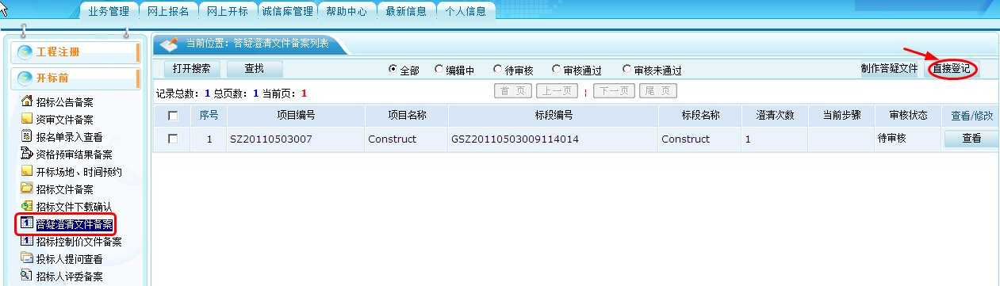 业务管理 网上报名 网上开标 诚信库管理 帮助中心 最新信息 个人信息
工程注册
开标前
招标公告备案
资审文件备案
报名单录入查看
资格预审结果备案
开标场地、时间预约
招标文件备案
招标文件下载确认
答疑澄清文件备案
招标控制价文件备案
投标人提问查看
招标人评委备案
当前位置：答疑澄清文件备案列表
打开搜索 查找 全部 编辑中 待审核 审核通过 审核未通过 制作答疑文件 直接登记
记录总数：1 总页数：1 当前页：1 首 页 上一页 下一页 尾 页
序号 项目编号 项目名称 标段编号 标段名称 澄清次数 当前步骤 审核状态 查看/修改
1 SZ20110503007 Construct GSZ20110503009114014 Construct 1 待审核 查看